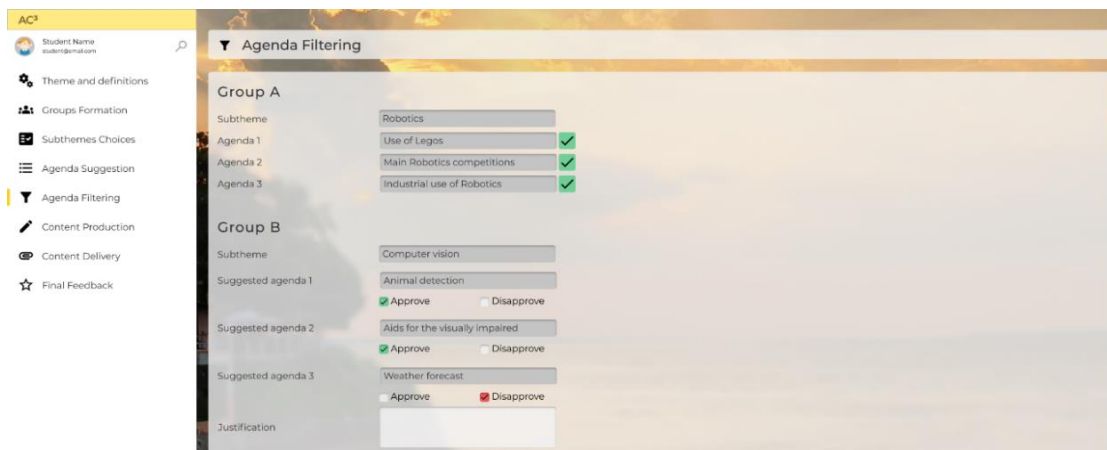 AC³
Student Name
student@email.com
Theme and definitions
Groups Formation
Subthemes Choices
Agenda Suggestion
Agenda Filtering
Content Production
Content Delivery
Final Feedback
Agenda Filtering
Group A
Subtheme Robotics
Agenda 1 Use of Legos
Agenda 2 Main Robotics competitions
Agenda 3 Industrial use of Robotics
Group B
Subtheme Computer vision
Suggested agenda 1 Animal detection
Approve Disapprove
Suggested agenda 2 Aids for the visually impaired
Approve Disapprove
Suggested agenda 3 Weather forecast
Approve Disapprove
Justification